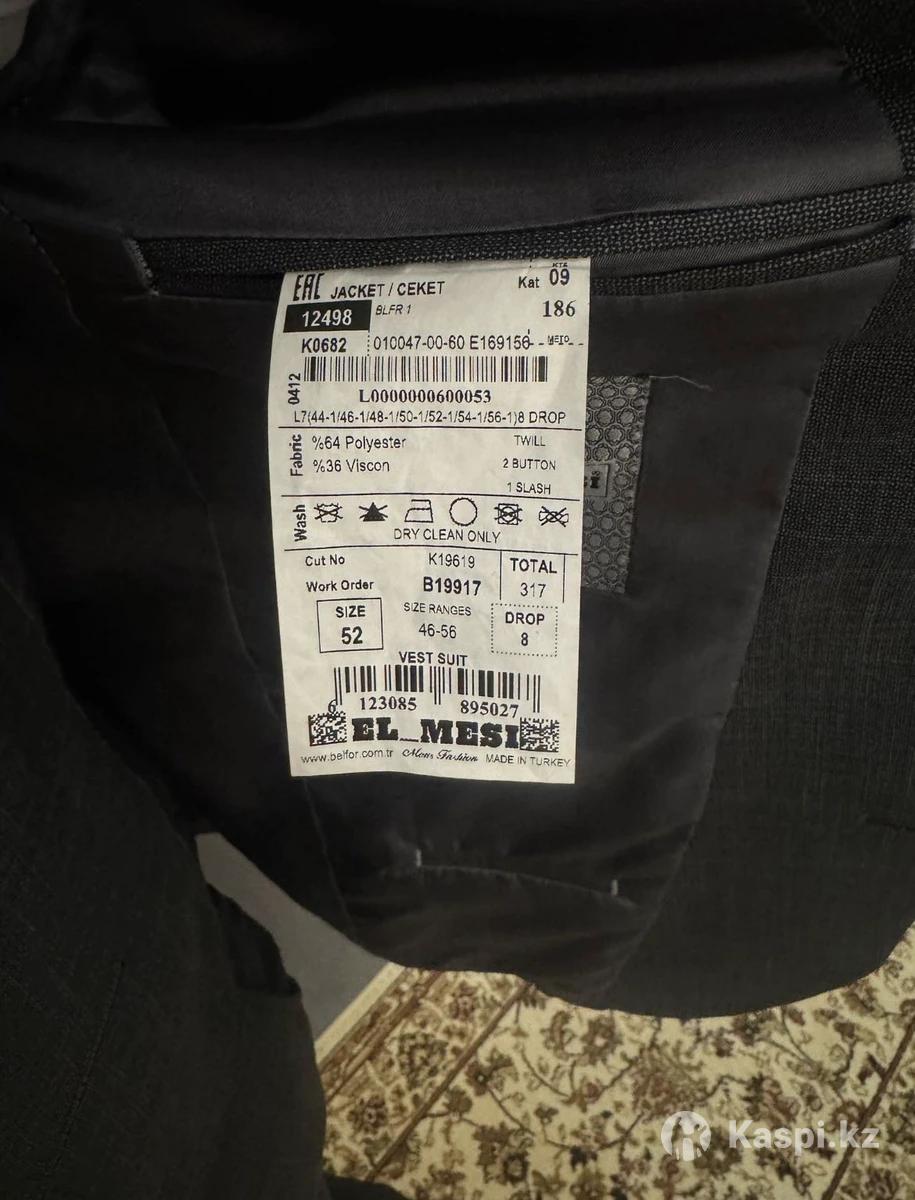 EAC JACKET / CEKET Kat 09
12498 BLFR 1 186
K0682 010047-00-60 E169156
0412
L0000000600053
L7(44-1/46-1/48-1/50-1/52-1/54-1/56-1)8 DROP
Fabric %64 Polyester TWILL
%36 Viscon 2 BUTTON
1 SLASH
Wash
DRY CLEAN ONLY
Cut No K19619 TOTAL
Work Order B19917 317
SIZE SIZE RANGES DROP
52 46-56 8
VEST SUIT
6 123085 895027
EL_MESI
www.belfor.com.tr Mens Fashion MADE IN TURKEY
Kaspi.kz